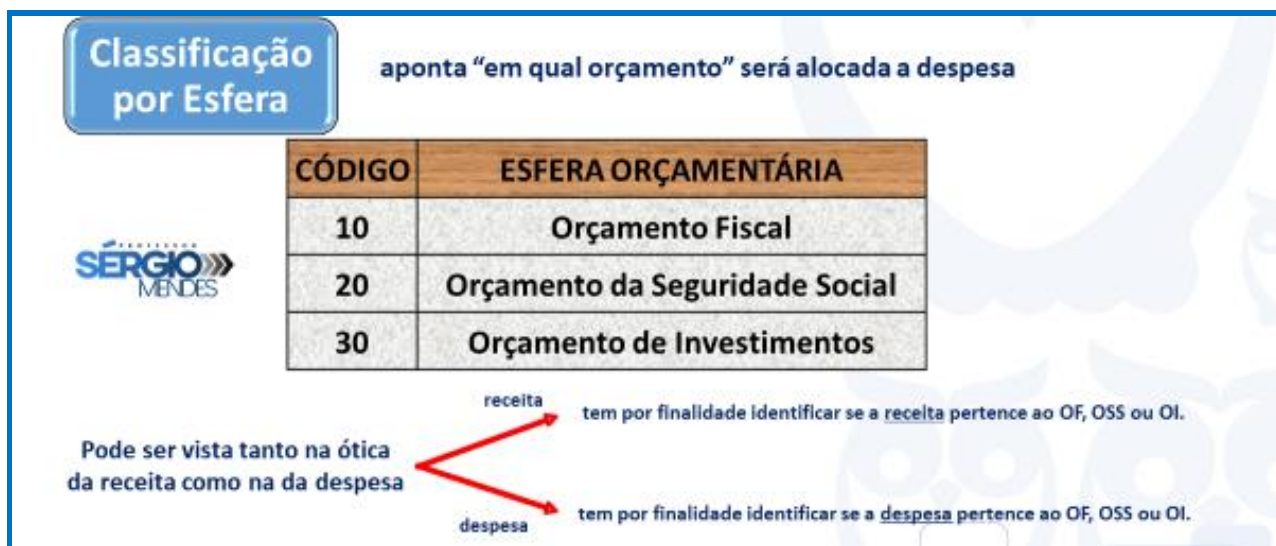 Classificação
por Esfera
aponta “em qual orçamento” será alocada a despesa
CÓDIGO ESFERA ORÇAMENTÁRIA
10 Orçamento Fiscal
20 Orçamento da Seguridade Social
30 Orçamento de Investimentos
PROFESSOR
SÉRGIO
MENDES
receita
tem por finalidade identificar se a receita pertence ao OF, OSS ou OI.
Pode ser vista tanto na ótica
da receita como na da despesa
despesa
tem por finalidade identificar se a despesa pertence ao OF, OSS ou OI.